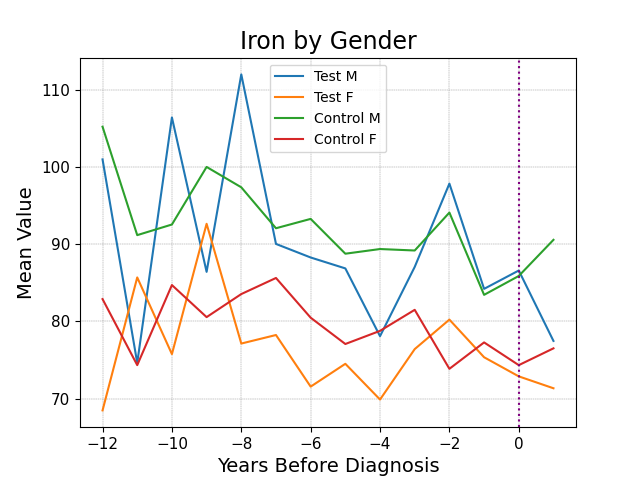 Iron by Gender
Test M
Test F
Control M
Control F
Mean Value
110
100
90
80
70
−12
−10
−8
−6
−4
−2
0
Years Before Diagnosis